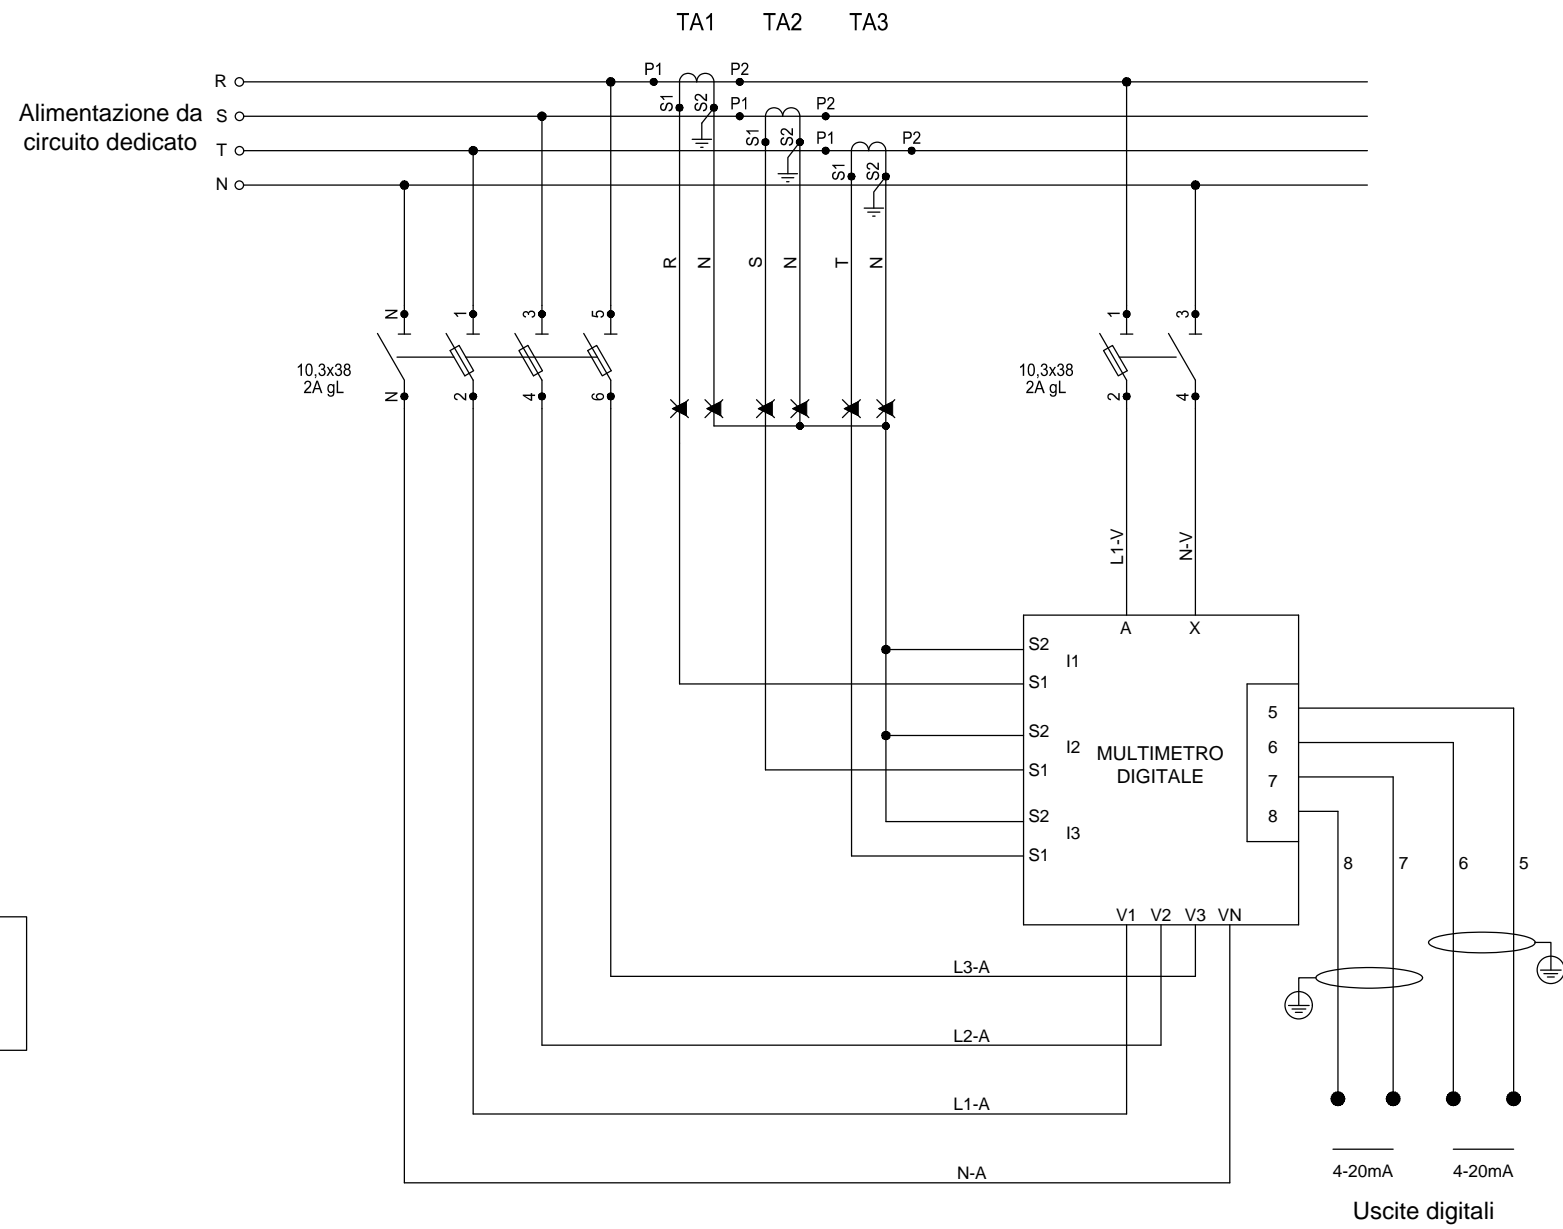 TA1 TA2 TA3
R P1 P2
Alimentazione da
circuito dedicato
S S1 S2 P1 P2
T S1 S2 P1 P2
N S1 S2
R N S N T N
N 1 3 5 1 3
10,3x38
2A gL
10,3x38
2A gL
N 2 4 6 2 4
L1-V N-V
A X
S2
I1
S1
S2
I2
S1
S2
I3
S1
MULTIMETRO
DIGITALE
5
6
7
8
8 7 6 5
V1 V2 V3 VN
L3-A
L2-A
L1-A
N-A
4-20mA 4-20mA
Uscite digitali